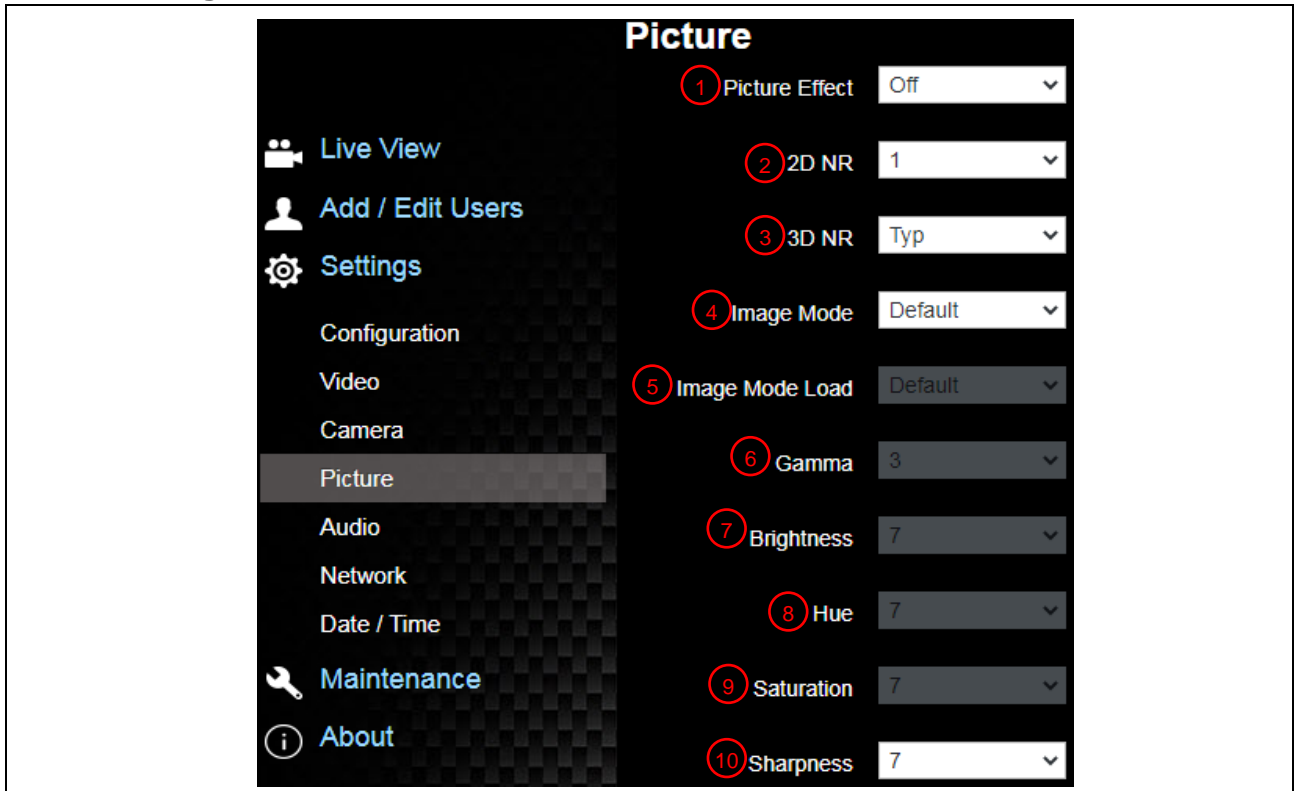 Picture
1 Picture Effect Off
Live View
2 2D NR 1
Add / Edit Users
3 3D NR Typ
Settings
4 Image Mode Default
Configuration
Video
5 Image Mode Load Default
Camera
6 Gamma 3
Picture
Audio
7 Brightness 7
Network
8 Hue 7
Date / Time
Maintenance
9 Saturation 7
About
10 Sharpness 7